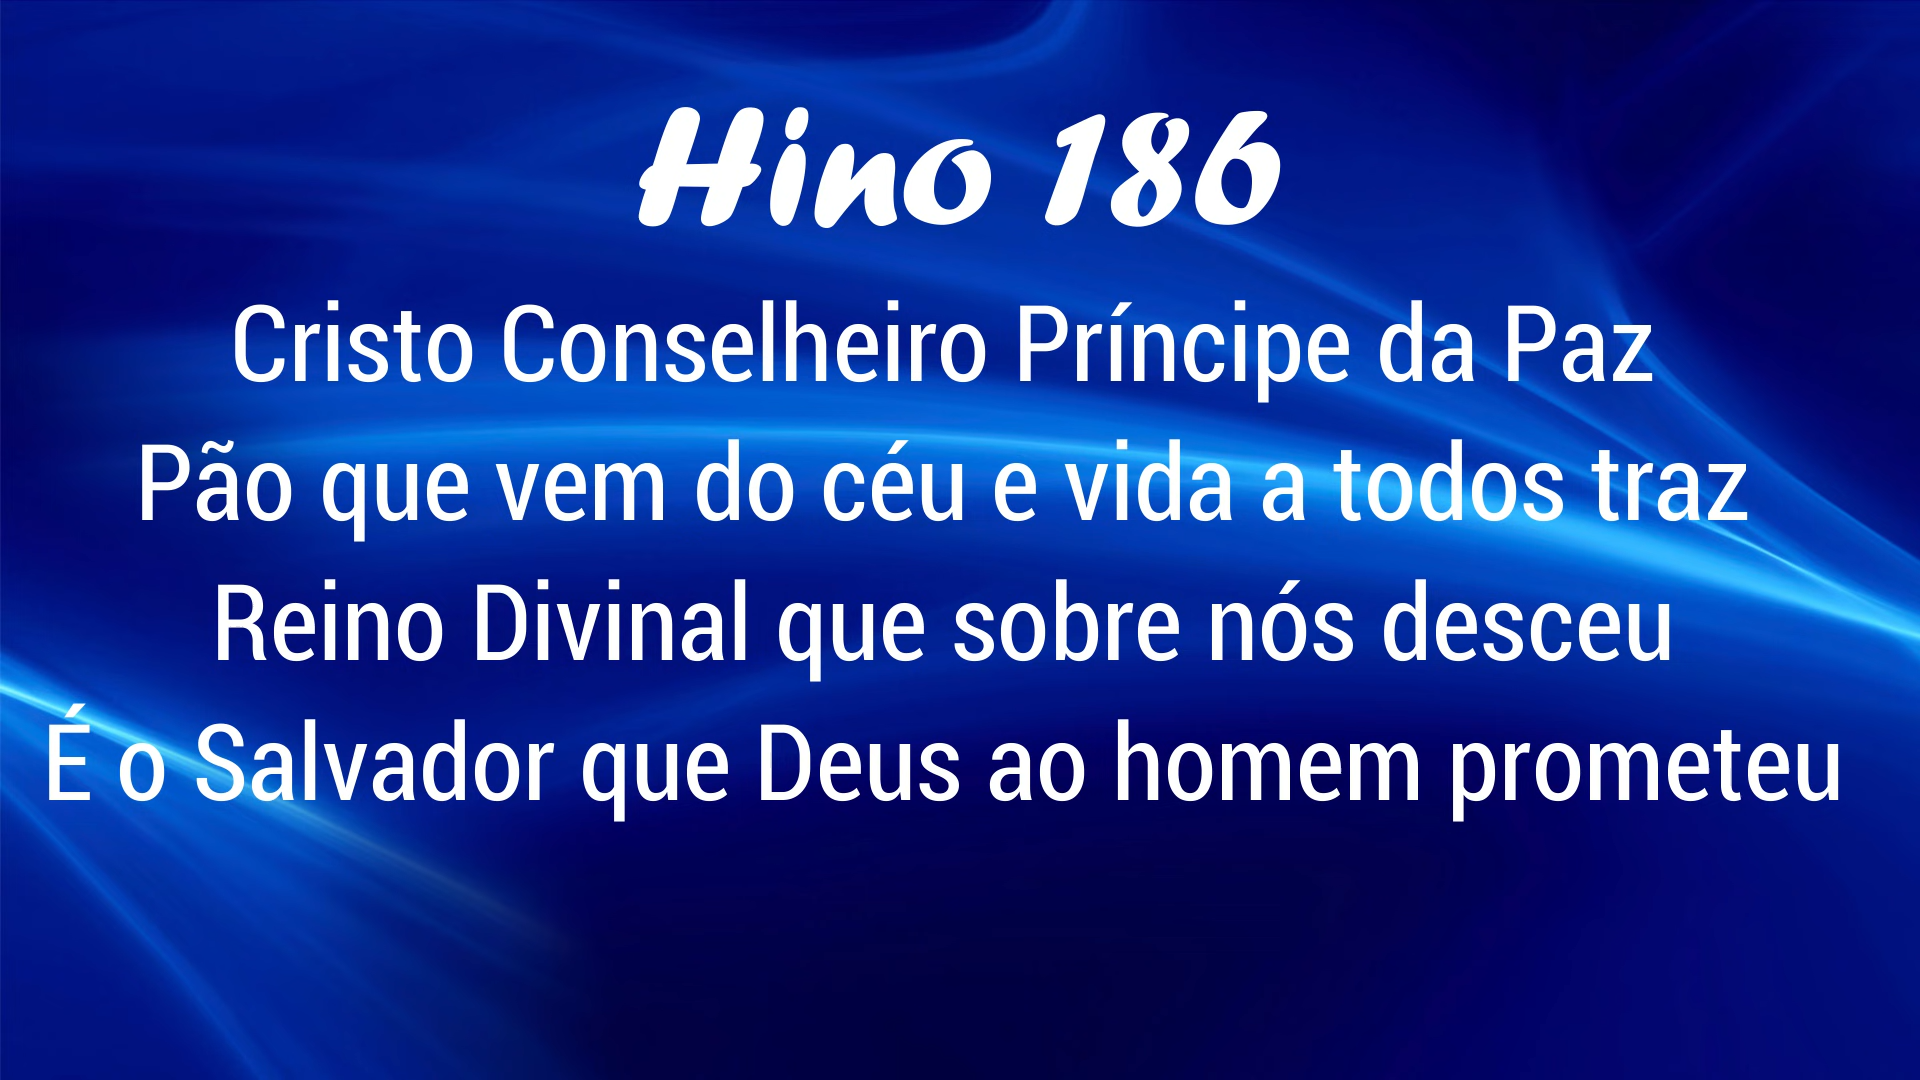 Hino 186
Cristo Conselheiro Príncipe da Paz
Pão que vem do céu e vida a todos traz
Reino Divinal que sobre nós desceu
É o Salvador que Deus ao homem prometeu